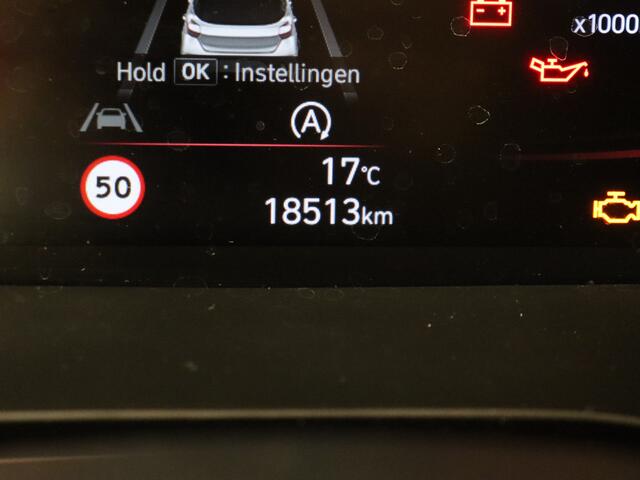 x1000
Hold OK : Instellingen
A
17°C
50
18513km